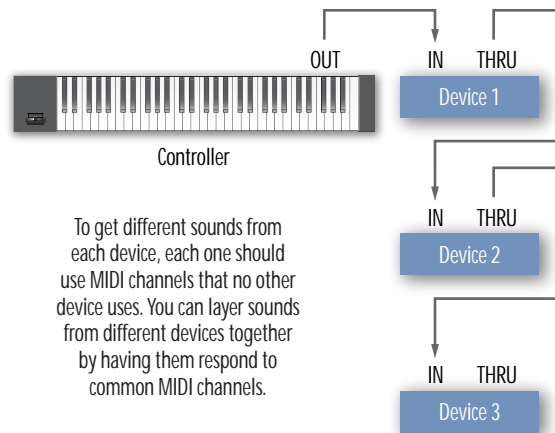 OUT IN THRU
Device 1
Controller
IN THRU
Device 2
To get different sounds from
each device, each one should
use MIDI channels that no other
device uses. You can layer sounds
from different devices together
by having them respond to
common MIDI channels.
IN THRU
Device 3